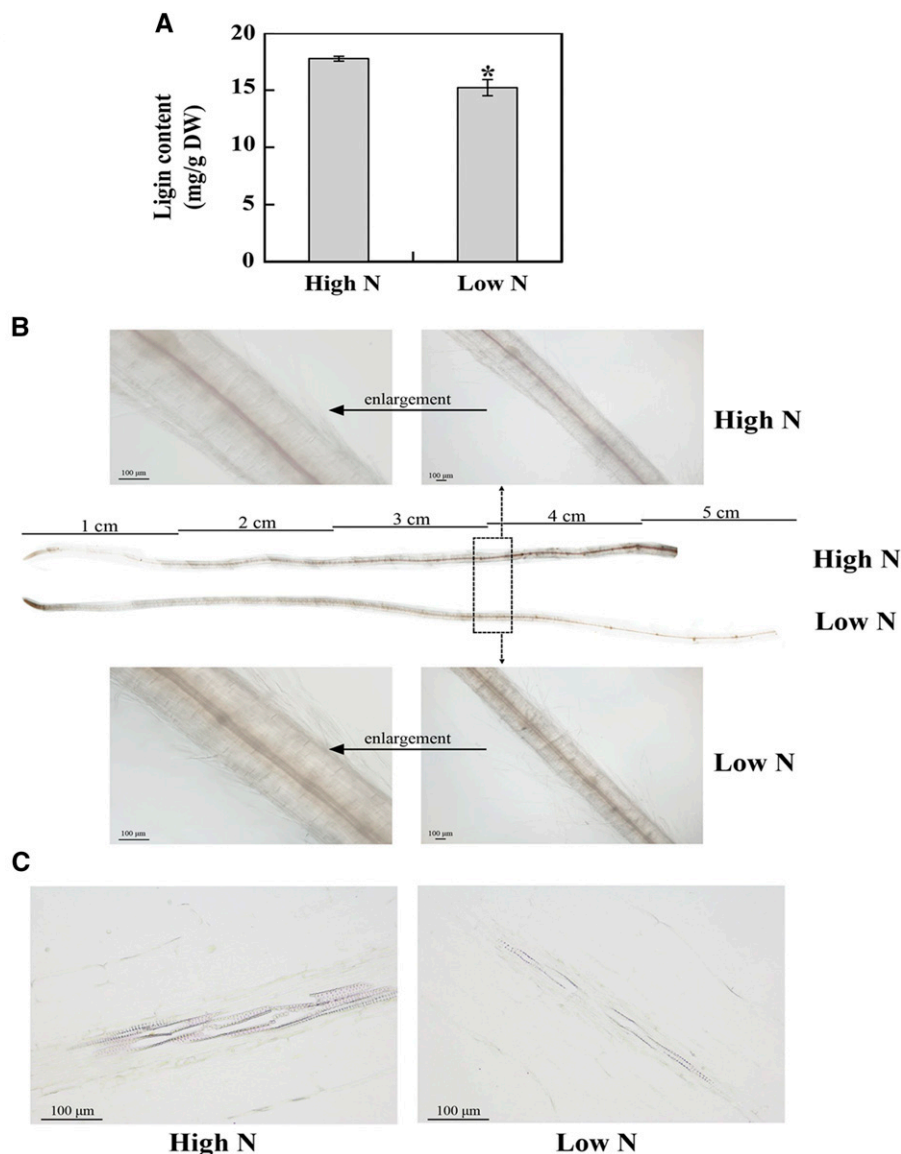 A
20
15
10
5
0
Ligin content
(mg/g DW)
*
High N
Low N
B
enlargement
100 μm
100 μm
High N
1 cm
2 cm
3 cm
4 cm
5 cm
High N
Low N
enlargement
100 μm
100 μm
Low N
C
100 μm
100 μm
High N
Low N